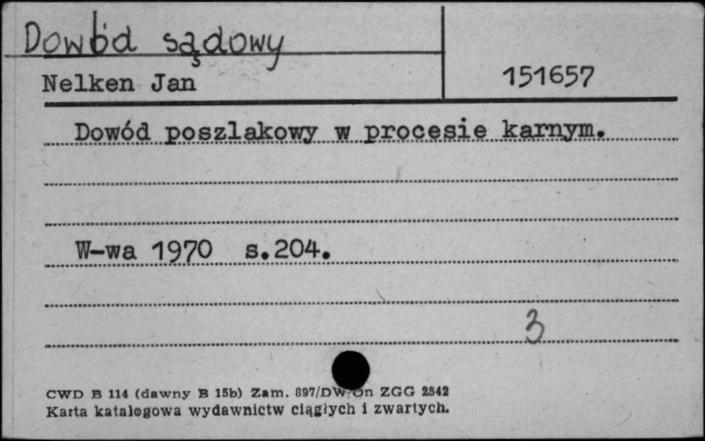 Dowód sądowy
Nelken Jan 151657
Dowód poszlakowy w procesie karnym.
W-wa 1970 s.204.
3
CWD B 114 (dawny B 15b) Zam. 897/DW-On ZGG 2542
Karta katalogowa wydawnictw ciągłych i zwartych.